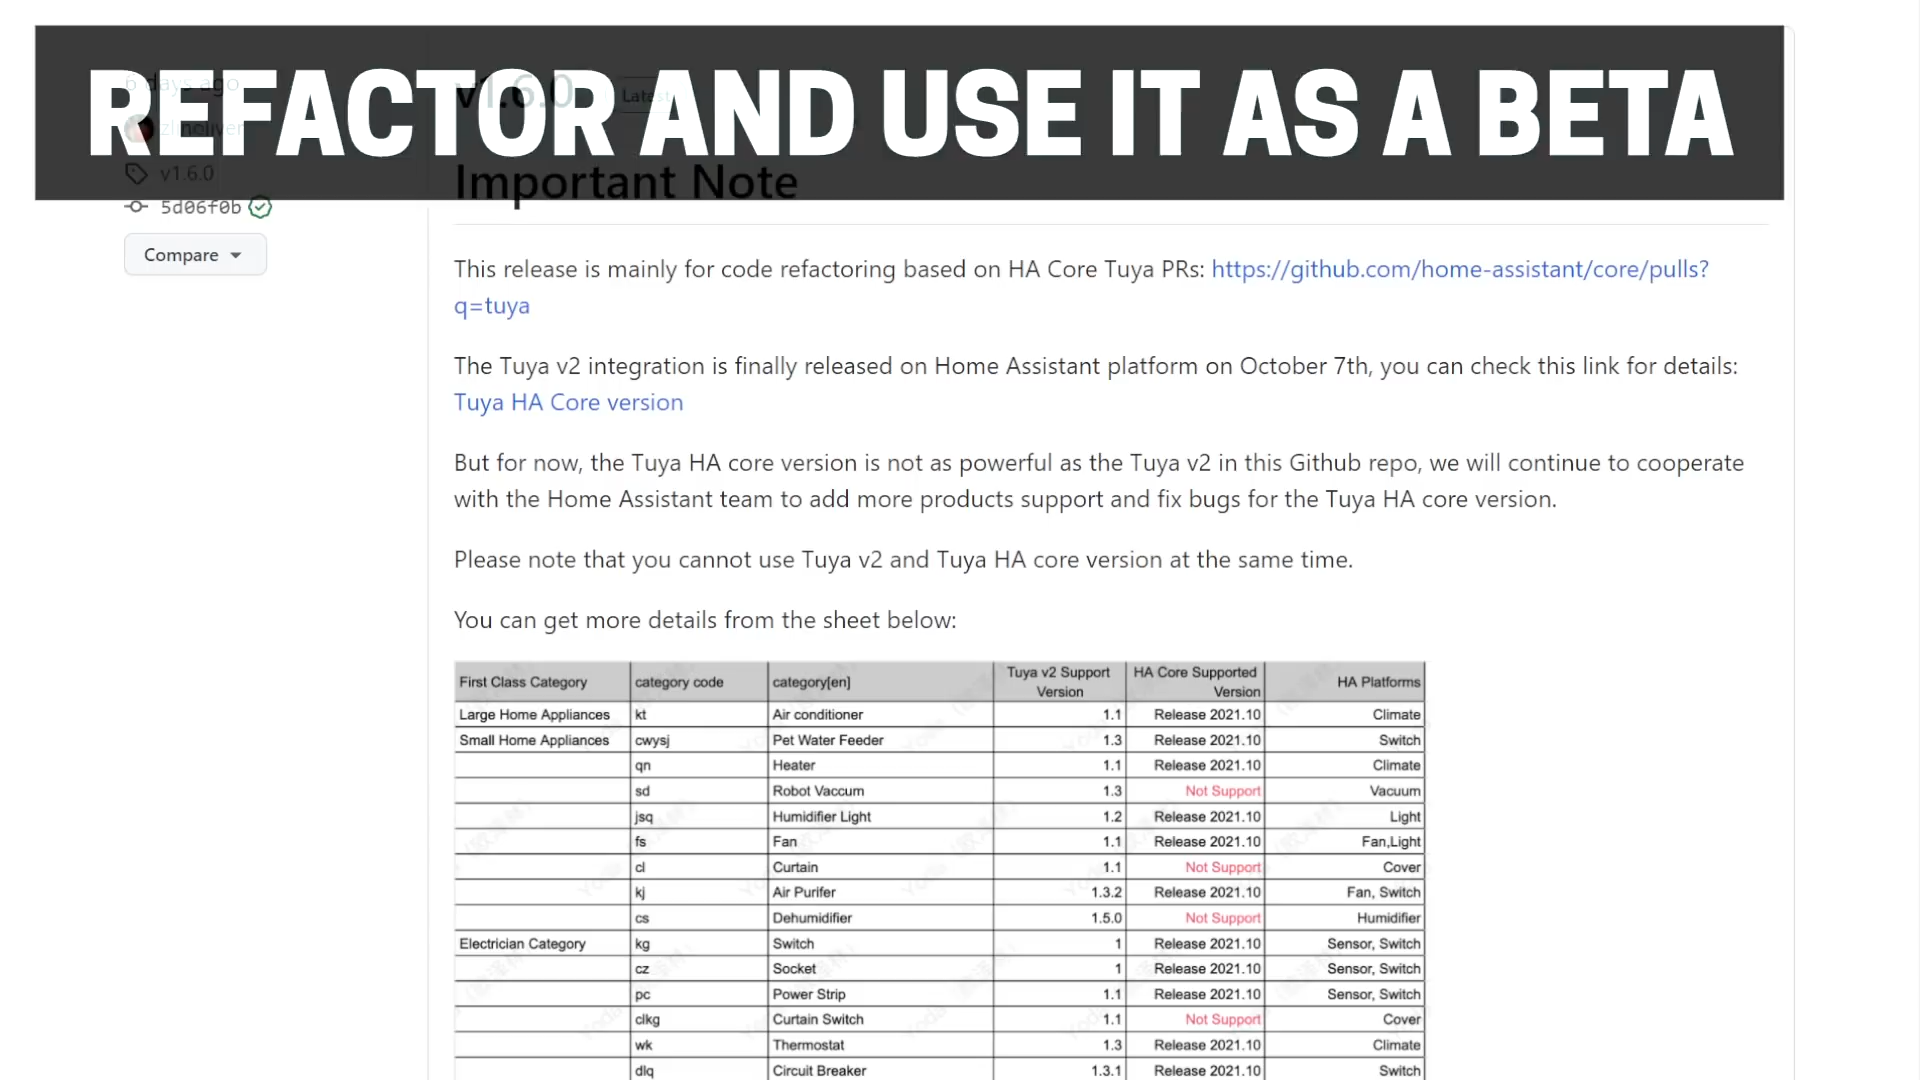 REFACTOR AND USE IT AS A BETA
6 days ago
v1.6.0
Latest
zlinoliver
Important Note
v1.6.0
5d06f0b
Compare
This release is mainly for code refactoring based on HA Core Tuya PRs: https://github.com/home-assistant/core/pulls?
q=tuya
The Tuya v2 integration is finally released on Home Assistant platform on October 7th, you can check this link for details:
Tuya HA Core version
But for now, the Tuya HA core version is not as powerful as the Tuya v2 in this Github repo, we will continue to cooperate
with the Home Assistant team to add more products support and fix bugs for the Tuya HA core version.
Please note that you cannot use Tuya v2 and Tuya HA core version at the same time.
You can get more details from the sheet below:
First Class Category category code category[en] Tuya v2 Support Version HA Core Supported Version HA Platforms
Large Home Appliances kt Air conditioner 1.1 Release 2021.10 Climate
Small Home Appliances cwysj Pet Water Feeder 1.3 Release 2021.10 Switch
qn Heater 1.1 Release 2021.10 Climate
sd Robot Vaccum 1.3 Not Support Vacuum
jsq Humidifier Light 1.2 Release 2021.10 Light
fs Fan 1.1 Release 2021.10 Fan,Light
cl Curtain 1.1 Not Support Cover
kj Air Purifer 1.3.2 Release 2021.10 Fan, Switch
cs Dehumidifier 1.5.0 Not Support Humidifier
Electrician Category kg Switch 1 Release 2021.10 Sensor, Switch
cz Socket 1 Release 2021.10 Sensor, Switch
pc Power Strip 1.1 Release 2021.10 Sensor, Switch
clkg Curtain Switch 1.1 Not Support Cover
wk Thermostat 1.3 Release 2021.10 Climate
dlq Circuit Breaker 1.3.1 Release 2021.10 Switch